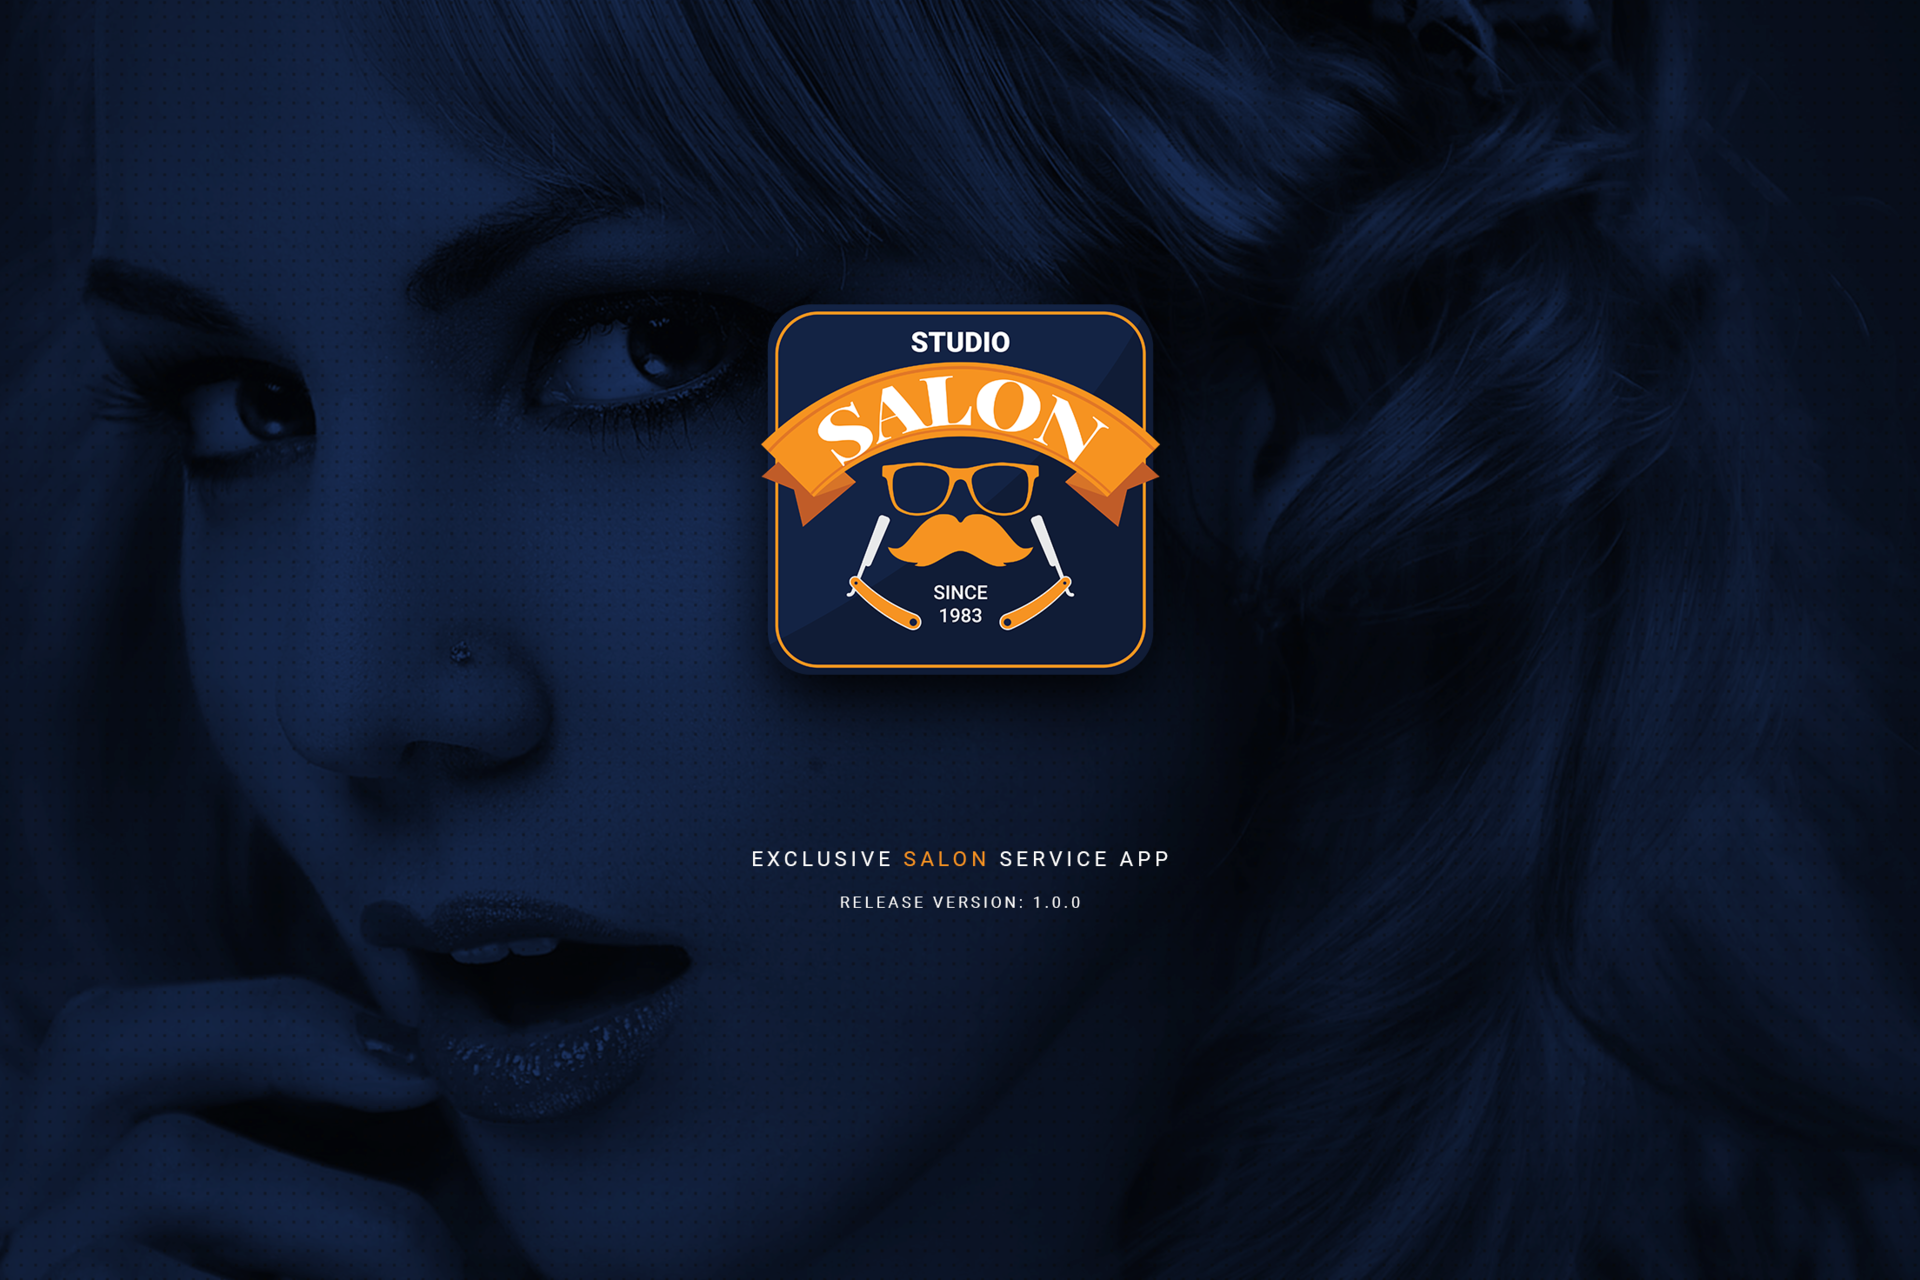 STUDIO
SALON
SINCE
1983
EXCLUSIVE SALON SERVICE APP
RELEASE VERSION: 1.0.0